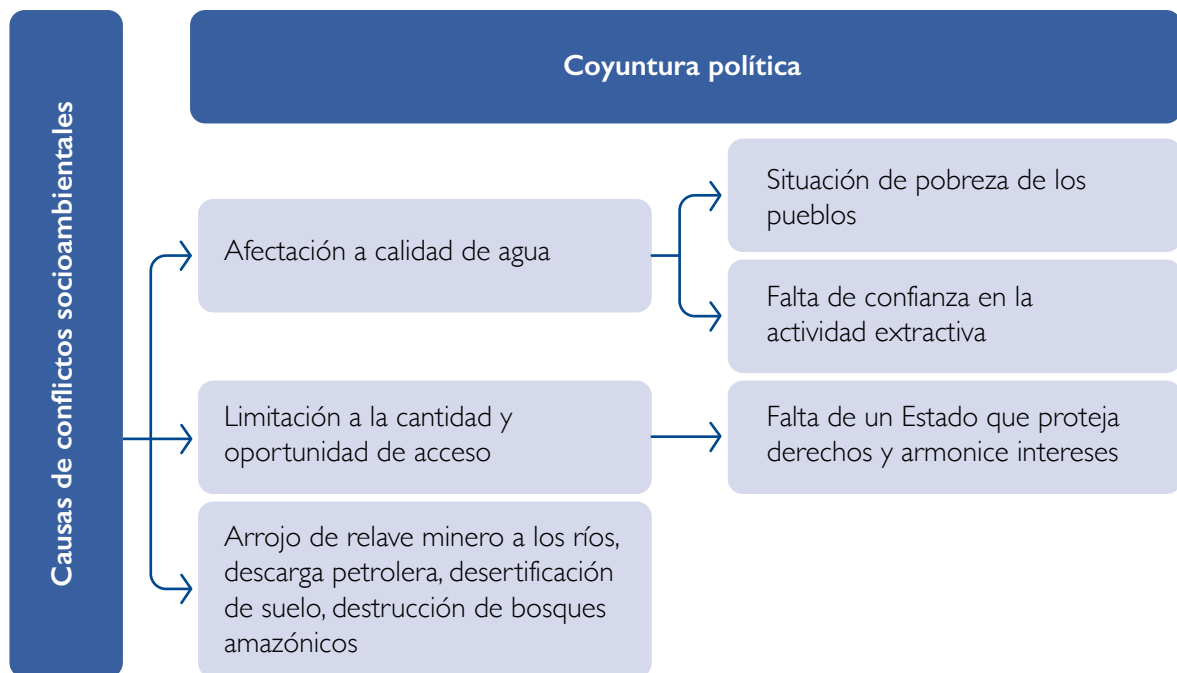 Causas de conflictos socioambientales
Coyuntura política
Afectación a calidad de agua
Situación de pobreza de los
pueblos
Falta de confianza en la
actividad extractiva
Limitación a la cantidad y
oportunidad de acceso
Falta de un Estado que proteja
derechos y armonice intereses
Arrojo de relave minero a los ríos,
descarga petrolera, desertificación
de suelo, destrucción de bosques
amazónicos